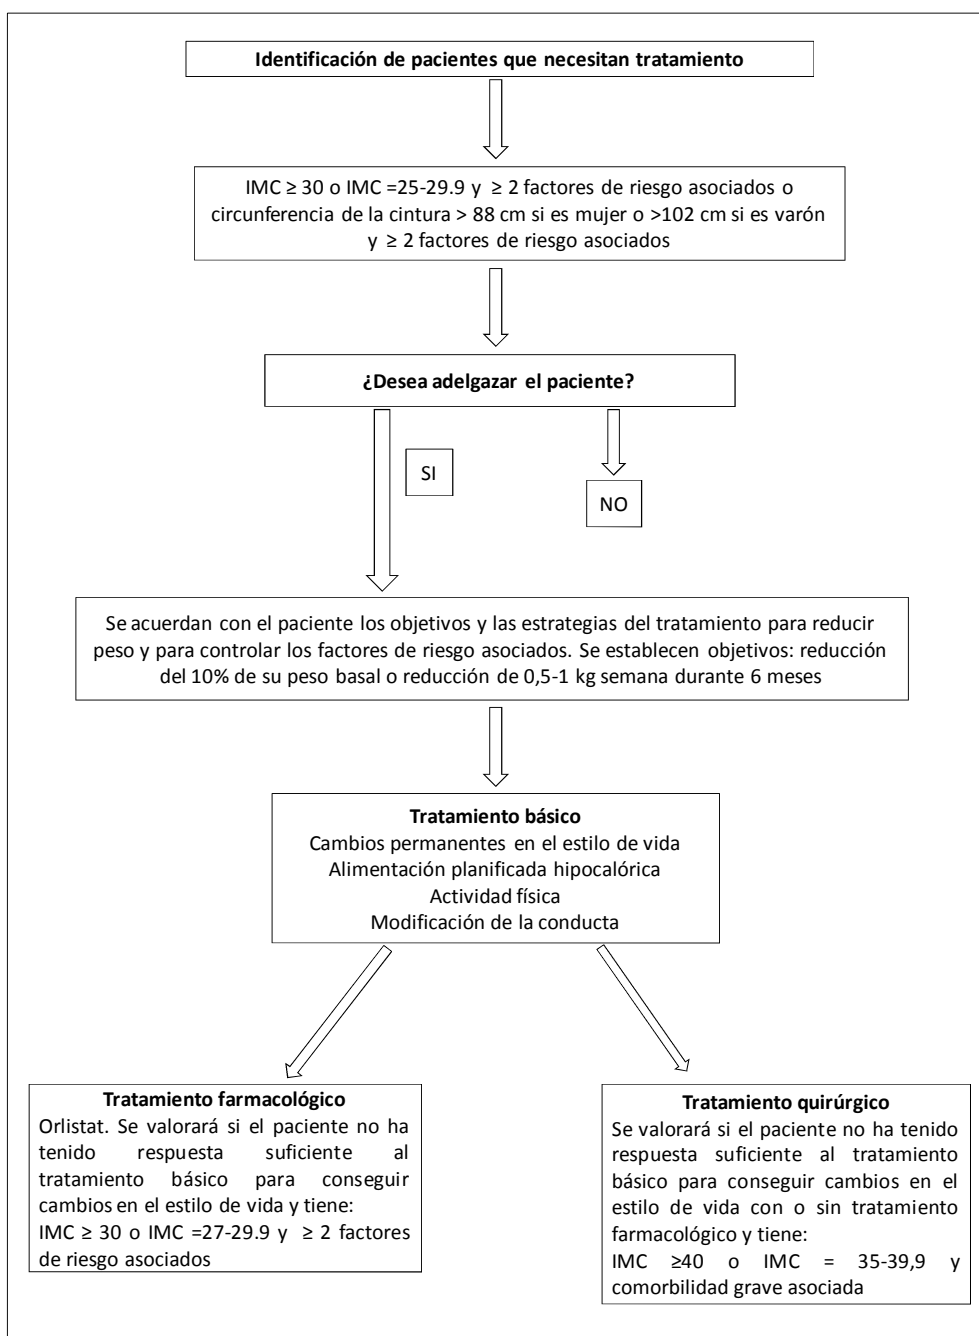 Identificación de pacientes que necesitan tratamiento
IMC ≥ 30 o IMC =25-29.9 y ≥ 2 factores de riesgo asociados o
circunferencia de la cintura > 88 cm si es mujer o >102 cm si es varón
y ≥ 2 factores de riesgo asociados
¿Desea adelgazar el paciente?
SI
NO
Se acuerdan con el paciente los objetivos y las estrategias del tratamiento para reducir
peso y para controlar los factores de riesgo asociados. Se establecen objetivos: reducción
del 10% de su peso basal o reducción de 0,5-1 kg semana durante 6 meses
Tratamiento básico
Cambios permanentes en el estilo de vida
Alimentación planificada hipocalórica
Actividad física
Modificación de la conducta
Tratamiento farmacológico
Orlistat. Se valorará si el paciente no ha
tenido respuesta suficiente al
tratamiento básico para conseguir
cambios en el estilo de vida y tiene:
IMC ≥ 30 o IMC =27-29.9 y ≥ 2 factores
de riesgo asociados
Tratamiento quirúrgico
Se valorará si el paciente no ha tenido
respuesta suficiente al tratamiento
básico para conseguir cambios en el
estilo de vida con o sin tratamiento
farmacológico y tiene:
IMC ≥40 o IMC = 35-39,9 y
comorbilidad grave asociada